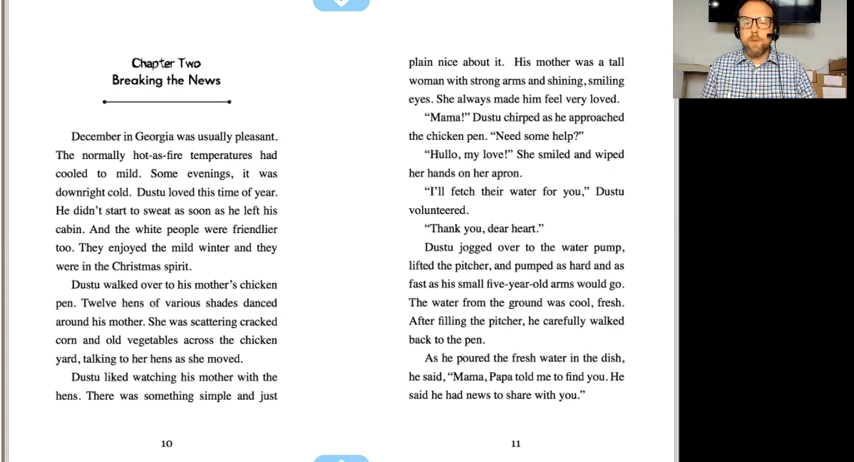 Chapter Two
Breaking the News
December in Georgia was usually pleasant.
The normally hot-as-fire temperatures had
cooled to mild. Some evenings, it was
downright cold. Dustu loved this time of year.
He didn't start to sweat as soon as he left his
cabin. And the white people were friendlier
too. They enjoyed the mild winter and they
were in the Christmas spirit.
Dustu walked over to his mother's chicken
pen. Twelve hens of various shades danced
around his mother. She was scattering cracked
corn and old vegetables across the chicken
yard, talking to her hens as she moved.
Dustu liked watching his mother with the
hens. There was something simple and just
10
plain nice about it. His mother was a tall
woman with strong arms and shining, smiling
eyes. She always made him feel very loved.
“Mama!” Dustu chirped as he approached
the chicken pen. “Need some help?”
“Hullo, my love!” She smiled and wiped
her hands on her apron.
“I'll fetch their water for you,” Dustu
volunteered.
“Thank you, dear heart.”
Dustu jogged over to the water pump,
lifted the pitcher, and pumped as hard and as
fast as his small five-year-old arms would go.
The water from the ground was cool, fresh.
After filling the pitcher, he carefully walked
back to the pen.
As he poured the fresh water in the dish,
he said, “Mama, Papa told me to find you. He
said he had news to share with you.”
11